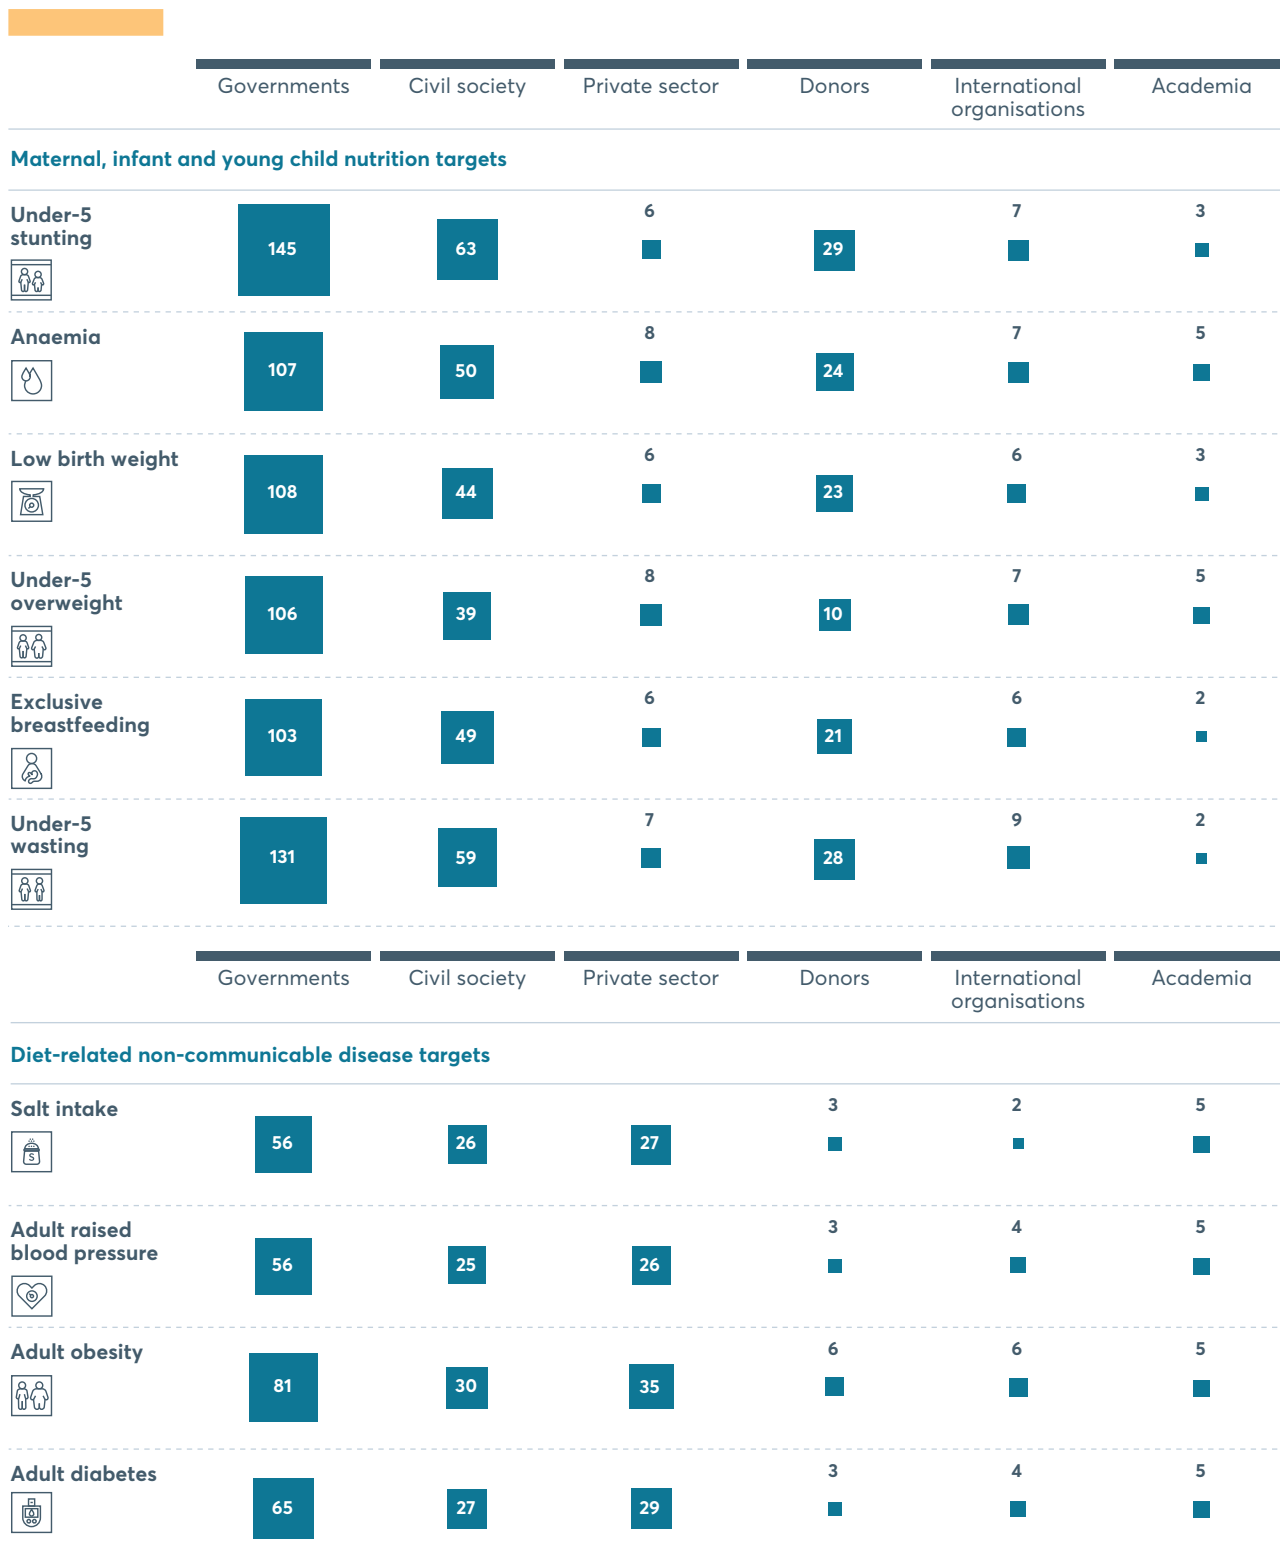 Governments Civil society Private sector Donors International organisations Academia
Maternal, infant and young child nutrition targets
Under-5
stunting
145 63 6 29 7 3
Anaemia
107 50 8 24 7 5
Low birth weight
108 44 6 23 6 3
Under-5
overweight
106 39 8 10 7 5
Exclusive
breastfeeding
103 49 6 21 6 2
Under-5
wasting
131 59 7 28 9 2
Governments Civil society Private sector Donors International organisations Academia
Diet-related non-communicable disease targets
Salt intake
S
56 26 27 3 2 5
Adult raised
blood pressure
56 25 26 3 4 5
Adult obesity
81 30 35 6 6 5
Adult diabetes
65 27 29 3 4 5